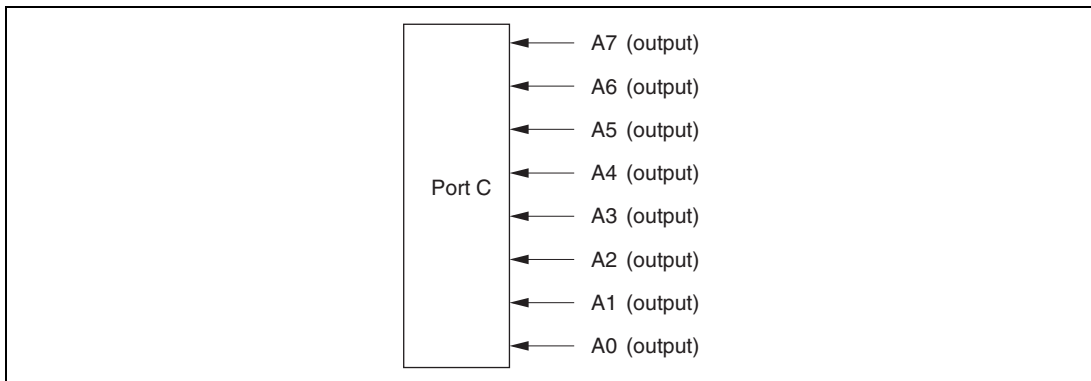 A7 (output)
A6 (output)
A5 (output)
A4 (output)
Port C
A3 (output)
A2 (output)
A1 (output)
A0 (output)